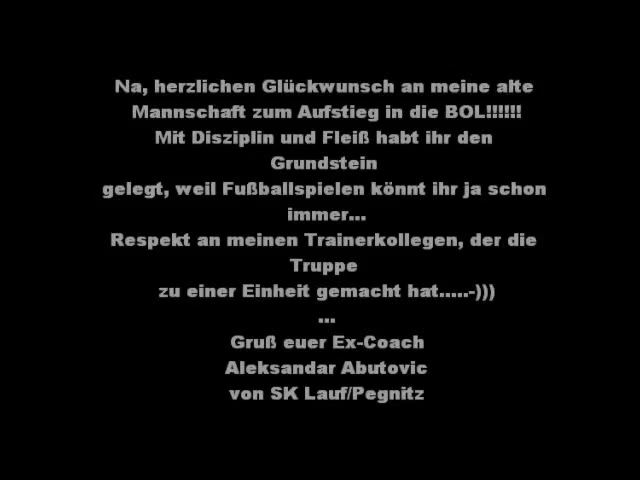 Na, herzlichen Glückwunsch an meine alte
Mannschaft zum Aufstieg in die BOL!!!!!!
Mit Disziplin und Fleiß habt ihr den
Grundstein
gelegt, weil Fußballspielen könnt ihr ja schon
immer...
Respekt an meinen Trainerkollegen, der die
Truppe
zu einer Einheit gemacht hat.....-)))
...
Gruß euer Ex-Coach
Aleksandar Abutovic
von SK Lauf/Pegnitz